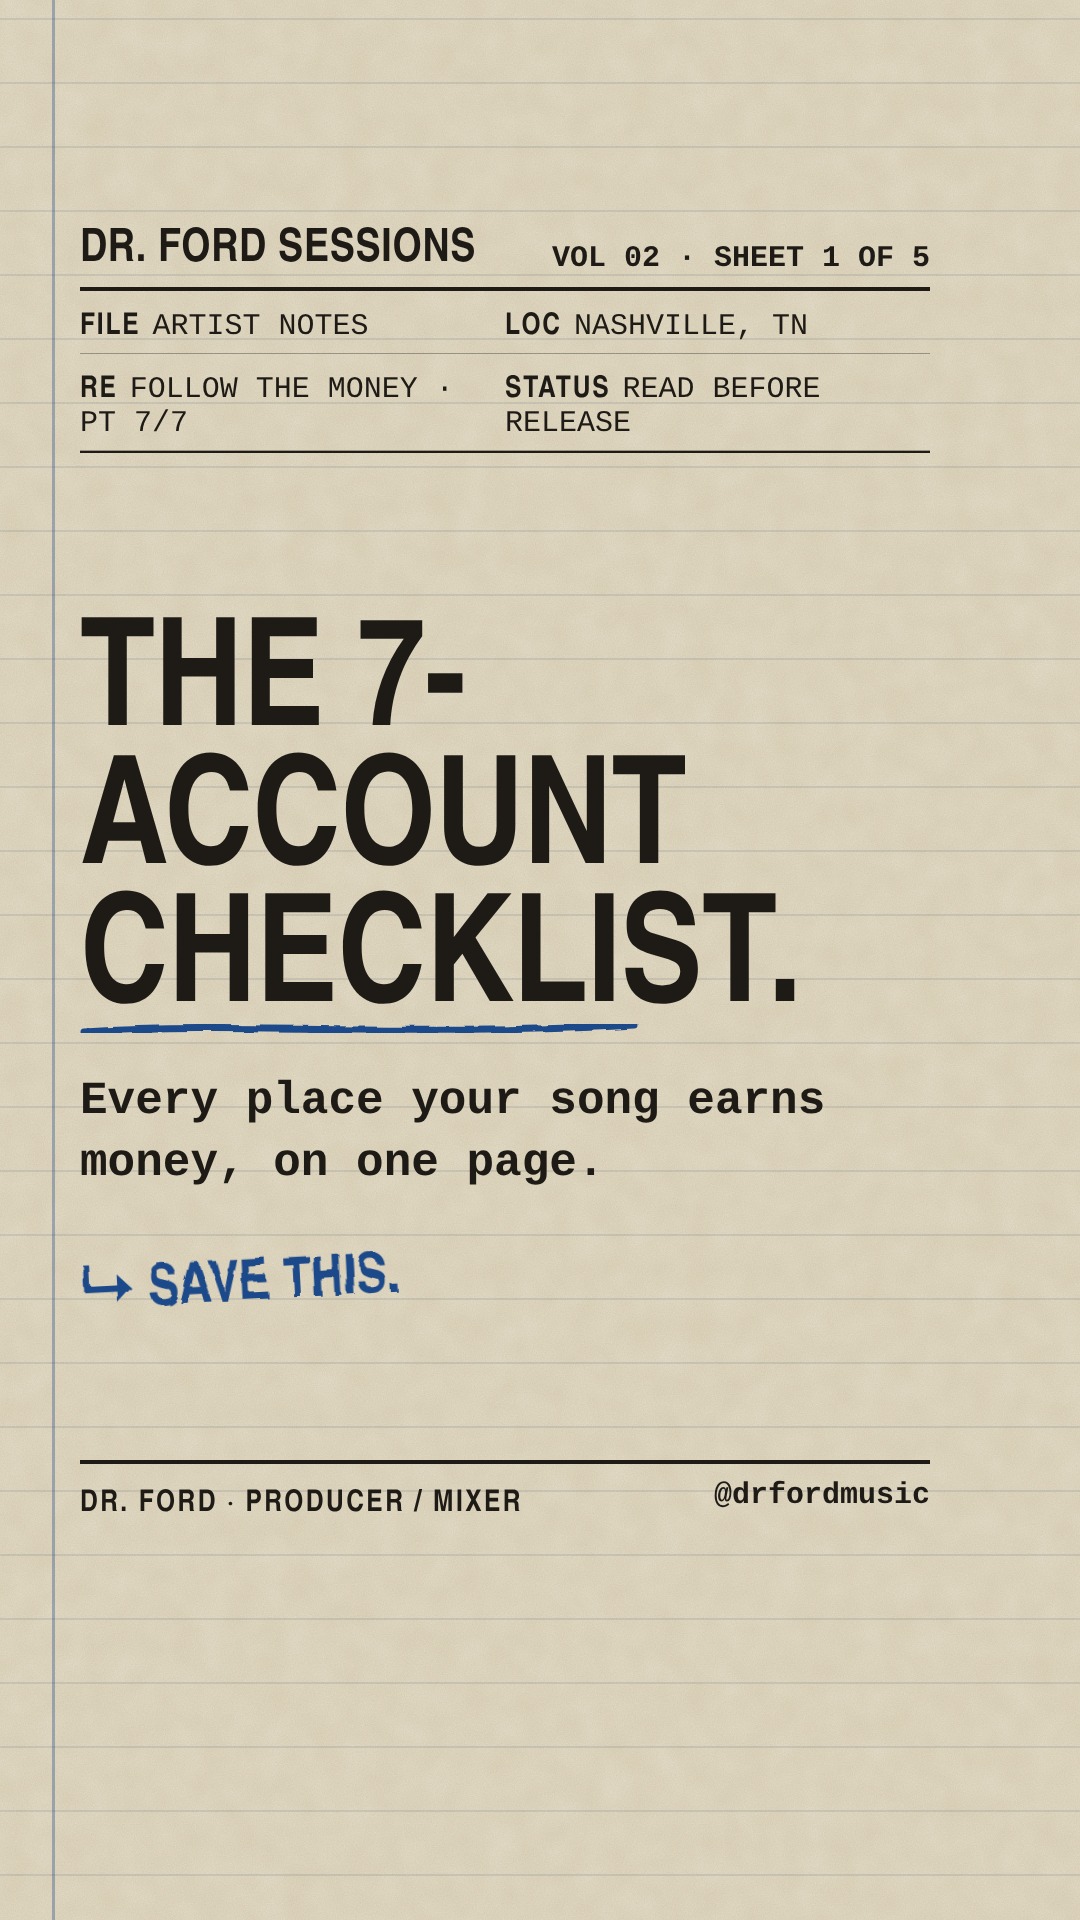 DR. FORD SESSIONS
VOL 02 · SHEET 1 OF 5
FILE ARTIST NOTES
LOC NASHVILLE, TN
RE FOLLOW THE MONEY ·
PT 7/7
STATUS READ BEFORE
RELEASE
THE 7-
ACCOUNT
CHECKLIST.
Every place your song earns
money, on one page.
↳ SAVE THIS.
DR. FORD · PRODUCER / MIXER
@drfordmusic